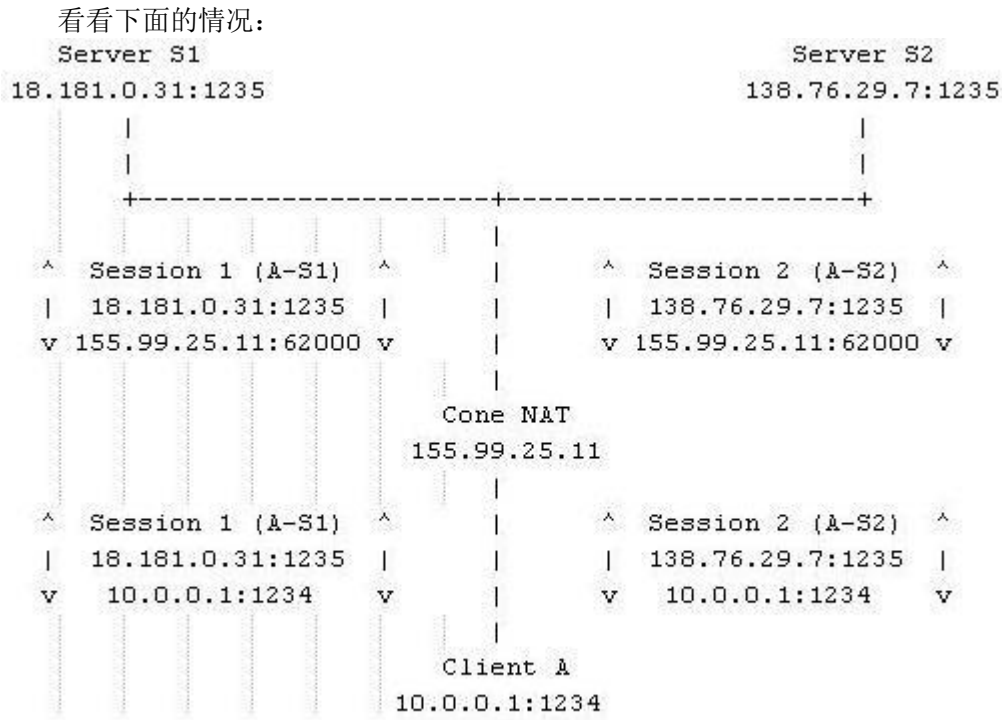 看看下面的情况：
Server S1                                     Server S2
18.181.0.31:1235                              138.76.29.7:1235
|                                             |
|                                             |
+----------------------+----------------------+
|
^  Session 1 (A-S1)  ^      |      ^  Session 2 (A-S2)  ^
|  18.181.0.31:1235  |      |      |  138.76.29.7:1235  |
v 155.99.25.11:62000 v      |      v 155.99.25.11:62000 v
|
Cone NAT
155.99.25.11
|
^  Session 1 (A-S1)  ^      |      ^  Session 2 (A-S2)  ^
|  18.181.0.31:1235  |      |      |  138.76.29.7:1235  |
v   10.0.0.1:1234    v      |      v   10.0.0.1:1234    v
|
Client A
10.0.0.1:1234